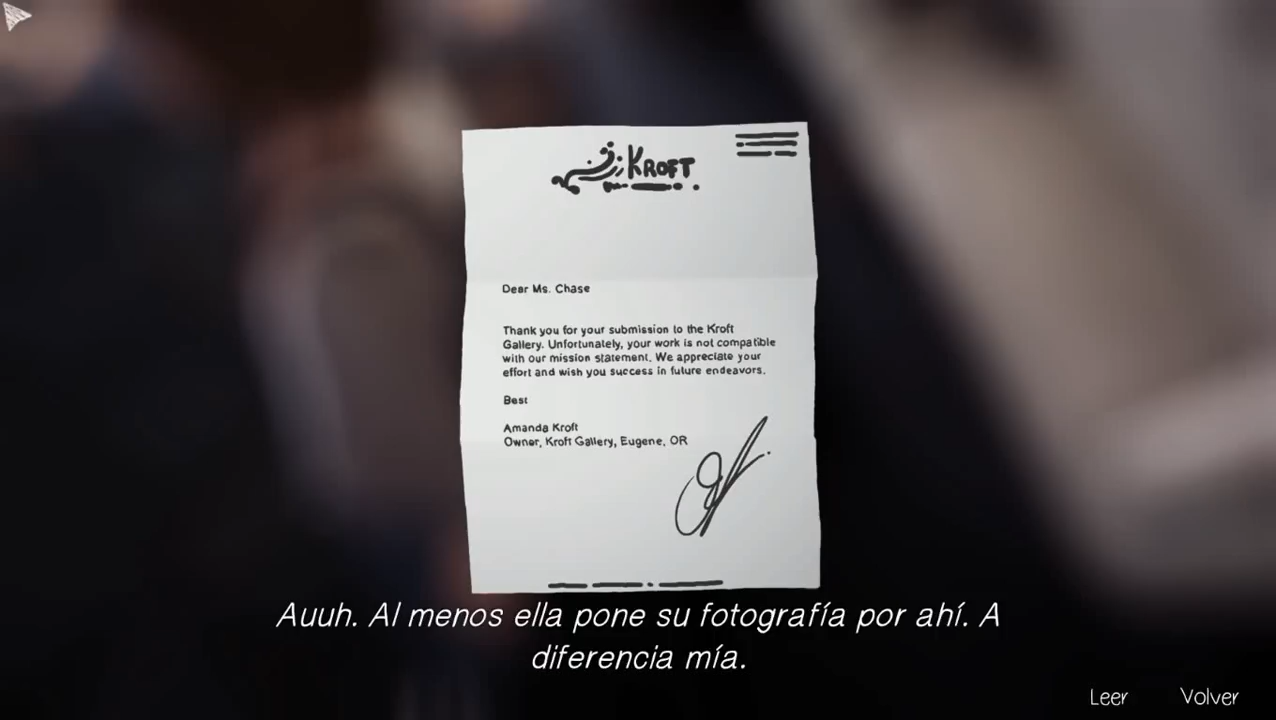 KROFT
Dear Ms. Chase
Thank you for your submission to the Kroft
Gallery. Unfortunately, your work is not compatible
with our mission statement. We appreciate your
effort and wish you success in future endeavors.
Best
Amanda Kroft
Owner, Kroft Gallery, Eugene, OR
Auuh. Al menos ella pone su fotografía por ahí. A
diferencia mía.
Leer
Volver